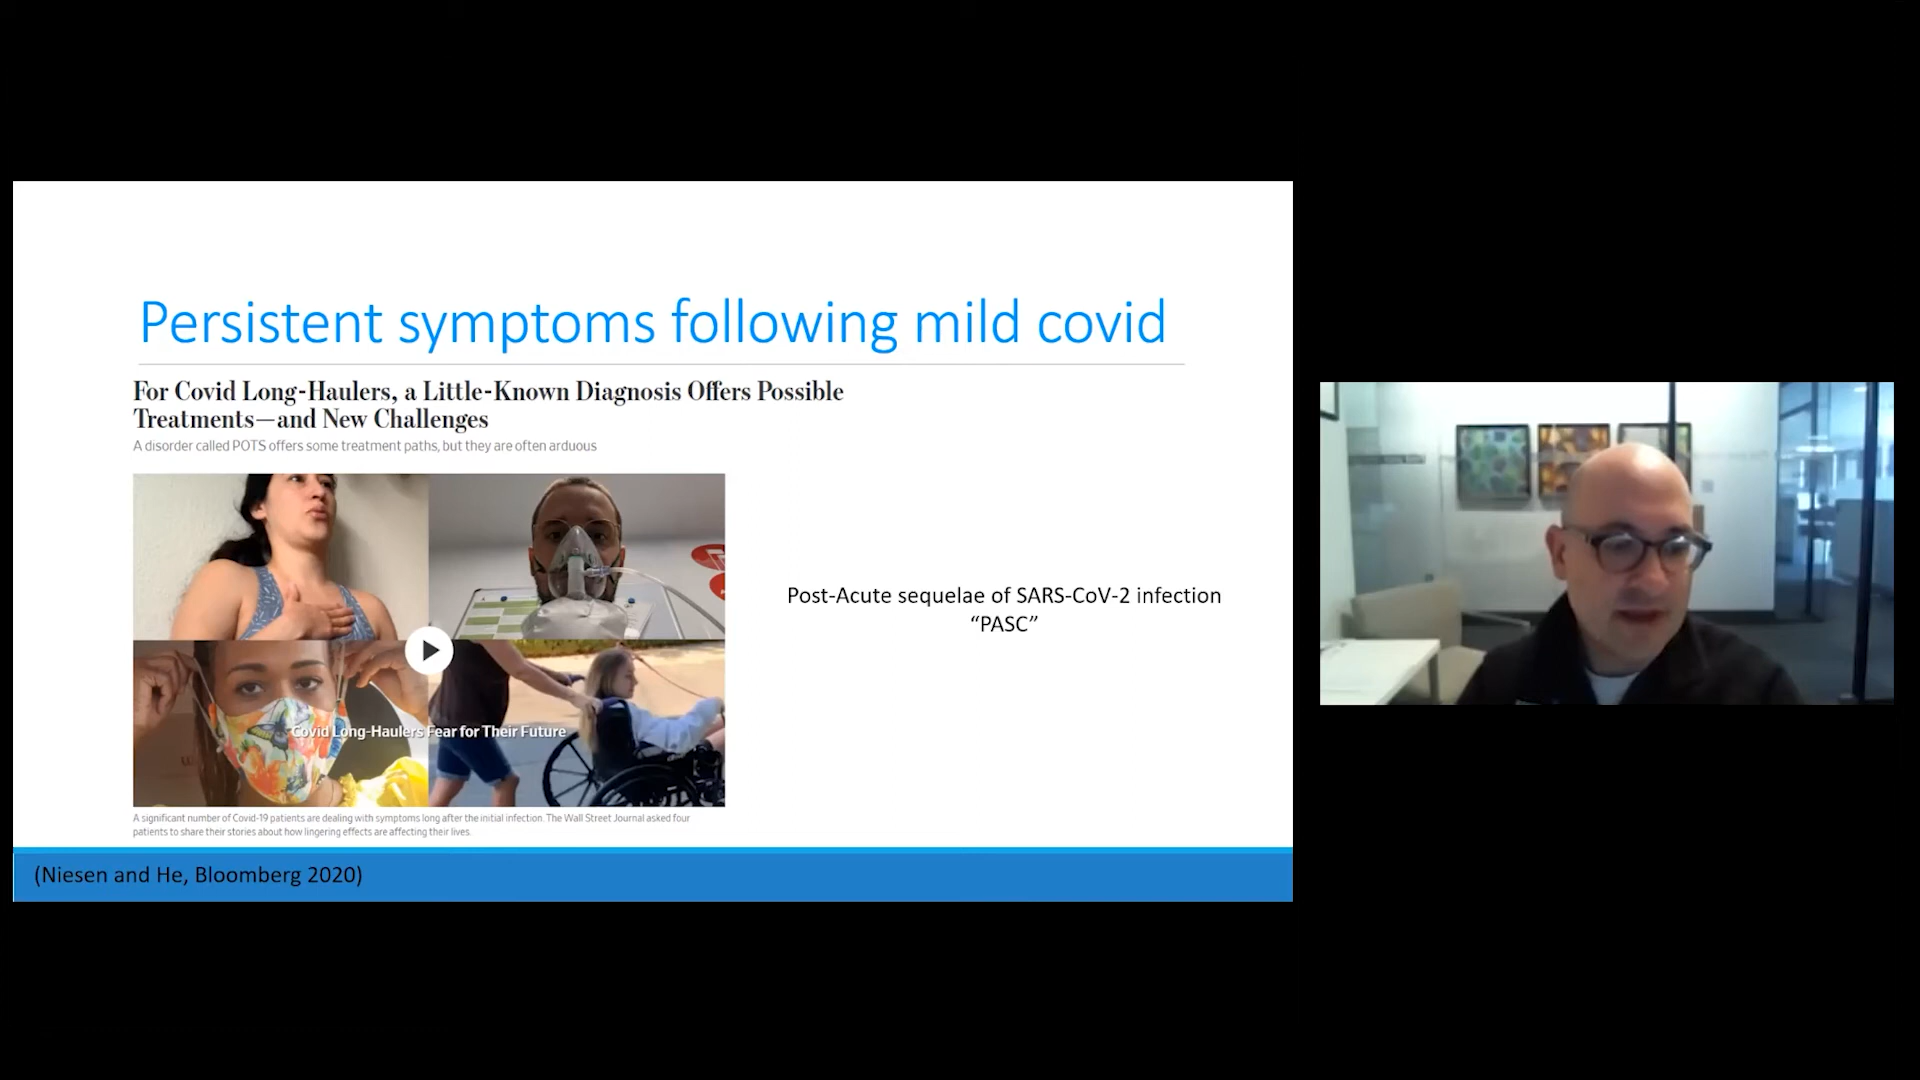 Persistent symptoms following mild covid
For Covid Long-Haulers, a Little-Known Diagnosis Offers Possible
Treatments—and New Challenges
A disorder called POTS offers some treatment paths, but they are often arduous
Post-Acute sequelae of SARS-CoV-2 infection
“PASC”
Covid Long-Haulers Fear for Their Future
A significant number of Covid-19 patients are dealing with symptoms long after the initial infection. The Wall Street Journal asked four
patients to share their stories about how lingering effects are affecting their lives.
(Niesen and He, Bloomberg 2020)